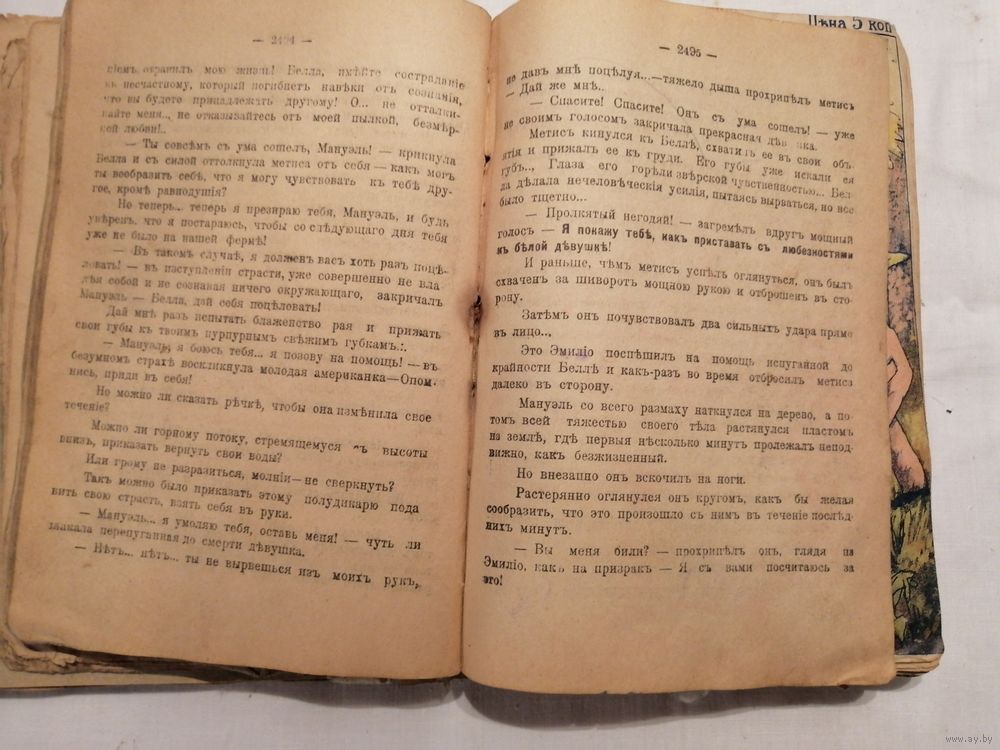 — 2494 —
мою жизнь! Белла, имѣйте состраданіе
къ несчастному, который погибнетъ навѣки отъ сознанія,
что вы будете принадлежать другому! О... не отталки-
вайте меня.., не отказывайтесь отъ моей пылкой, безмѣр-
ной любви!..
— Ты совсѣмъ съ ума сошелъ, Мануэль! — крикнула
Белла и съ силой оттолкнула метиса отъ себя — какъ могъ
ты вообразить себѣ, что я могу чувствовать къ тебѣ дру-
гое, кромѣ равнодушія?
Но теперь... теперь я презираю тебя, Мануэль, и будь
увѣренъ, что я постараюсь, чтобы со слѣдующаго дня тебя
уже не было на нашей фермѣ!
— Въ такомъ случаѣ, я долженъ васъ хоть разъ поцѣ-
ловать! — въ изступленіи страсти, уже совершенно не вла-
дѣя собой и не сознавая ничего окружающаго, закричалъ
Мануэль — Белла, дай себя поцѣловать!
Дай мнѣ разъ испытать блаженство рая и прижать
свои губы къ твоимъ пурпурнымъ свѣжимъ губкамъ.:.
— Мануэль, я боюсь тебя... я позову на помощь! — въ
безумномъ страхѣ воскликнула молодая американка—Опом-
нись, приди въ себя!
Но можно ли сказать рѣчкѣ, чтобы она измѣнила свое
теченіе?
Можно ли горному потоку, стремящемуся съ высоты
внизъ, приказать вернуть свои воды?
Или грому не разразиться, молніи—не сверкнуть?
Такъ можно было приказать этому полудикарю пода
вить свою страсть, взять себя въ руки.
— Мануэль... я умоляю тебя, оставь меня! — чуть ли
перепуганная до смерти дѣвушка.
— Нѣтъ... нѣтъ... ты не вырвешься изъ моихъ рукъ,
— 2495 —
не давъ мнѣ поцѣлуя...—тяжело дыша прохрипѣлъ метисъ
— Дай же мнѣ..
— Спасите! Спасите! Онъ съ ума сошелъ! — уже
не своимъ голосомъ закричала прекрасная дѣв шка.
Метисъ кинулся къ Беллѣ, схватилъ ее въ свои объ
ятія и прижалъ ее къ груди. Его губы уже искали ея
губъ.., Глаза его горѣли звѣрской чувственностью... Бел-
ла дѣлала нечеловѣческія усилія, пытаясь вырваться, но все
было тщетно...
— Проклятый негодяй! — загремѣлъ вдругъ мощный
голосъ — Я покажу тебѣ, какъ приставать съ любезностями
къ бѣлой дѣвушкѣ!
И раньше, чѣмъ метисъ успѣлъ оглянуться, онъ былъ
схваченъ за шиворотъ мощною рукою и отброшенъ въ сто-
рону.
Затѣмъ онъ почувствовалъ два сильныхъ удара прямо
въ лицо..,
Это Эмиліо поспѣшилъ на помощь испуганной до
крайности Беллѣ и какъ-разъ во время отбросилъ метиса
далеко въ сторону.
Мануэль со всего размаху наткнулся на дерево, а по-
томъ всей тяжестью своего тѣла растянулся пластомъ
на землѣ, гдѣ первыя нѣсколько минутъ пролежалъ непод-
вижно, какъ безжизненный.
Но внезапно онъ вскочилъ на ноги.
Растерянно оглянулся онъ кругомъ, какъ бы желая
сообразить, что это произошло съ нимъ въ теченіе послѣд-
нихъ минутъ.
— Вы меня били? — прохрипѣлъ онъ, глядя на
Эмиліо, какъ на призракъ — Я съ вами посчитаюсь за
это!
Цѣна 5 коп
www.ay.by